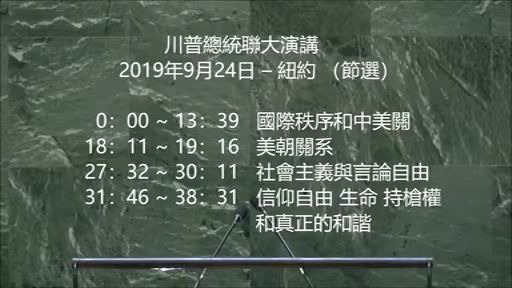 川普總統聯大演講
2019年9月24日 – 紐約 （節選）
0：00 ~ 13：39 國際秩序和中美關
18：11 ~ 19：16 美朝關系
27：32 ~ 30：11 社會主義與言論自由
31：46 ~ 38：31 信仰自由 生命 持槍權
和真正的和諧